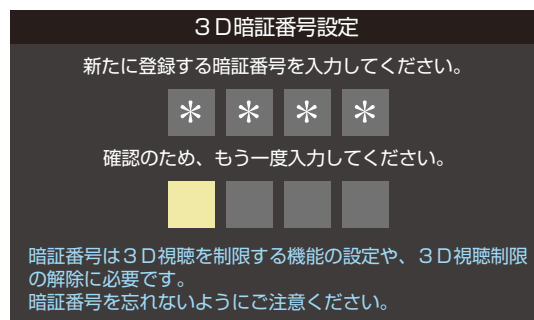 ３Ｄ暗証番号設定
新たに登録する暗証番号を入力してください。
＊ ＊ ＊ ＊
確認のため、もう一度入力してください。
暗証番号は３Ｄ視聴を制限する機能の設定や、３Ｄ視聴制限
の解除に必要です。
暗証番号を忘れないようにご注意ください。